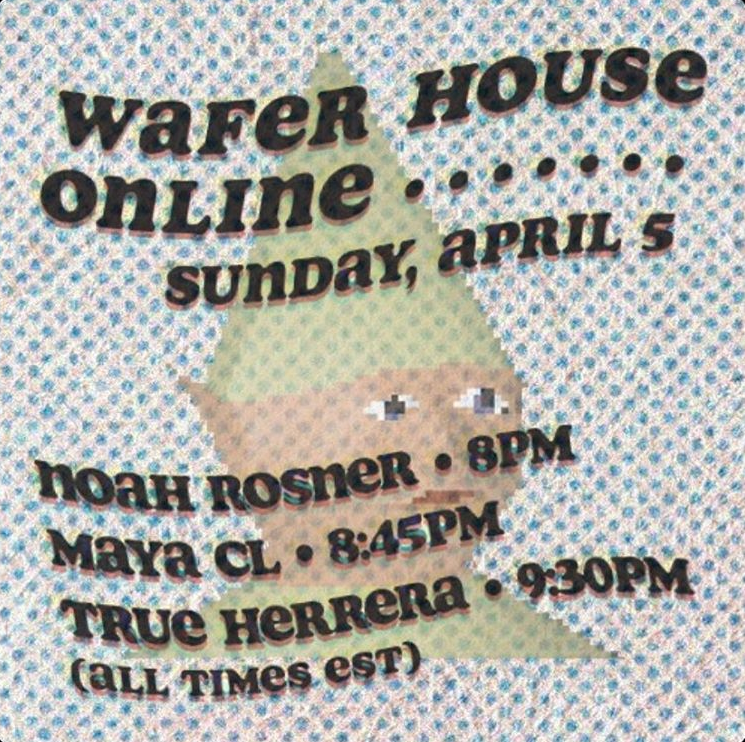 WaFeR HOUSe
OnLIne . . . . . . .
SUnDaY, aPRIL 5
nOaH ROSneR • 8PM
MaYa CL • 8:45PM
TRUe HeRReRa • 9:30PM
(aLL TIMeS eST)